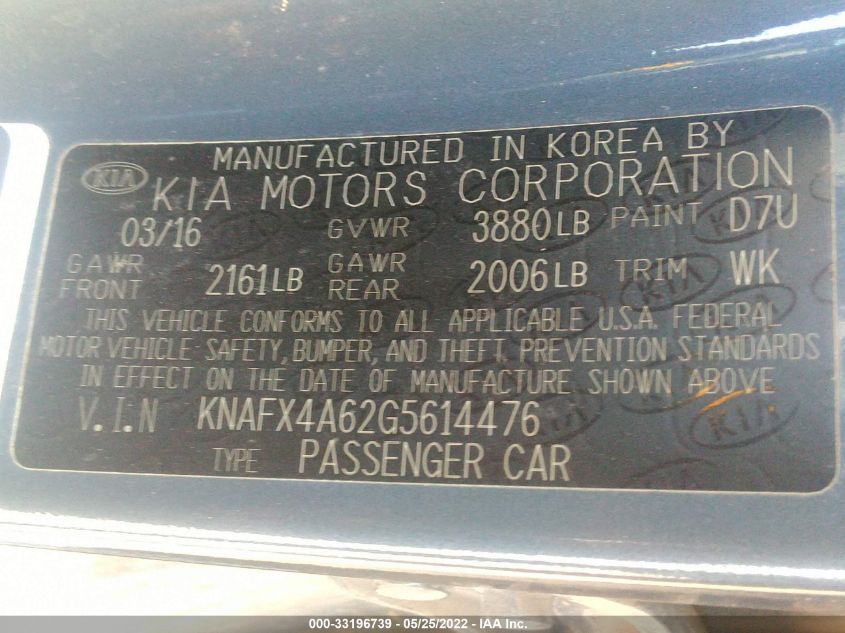 MANUFACTURED IN KOREA BY
KIA KIA MOTORS CORPORATION
03/16 GVWR 3880LB PAINT D7U
GAWR FRONT 2161LB GAWR REAR 2006LB TRIM WK
THIS VEHICLE CONFORMS TO ALL APPLICABLE U.S.A. FEDERAL
MOTOR VEHICLE SAFETY, BUMPER, AND THEFT PREVENTION STANDARDS
IN EFFECT ON THE DATE OF MANUFACTURE SHOWN ABOVE
V.I.N KNAFX4A62G5614476
TYPE PASSENGER CAR
000-33196739 - 05/25/2022 - IAA Inc.